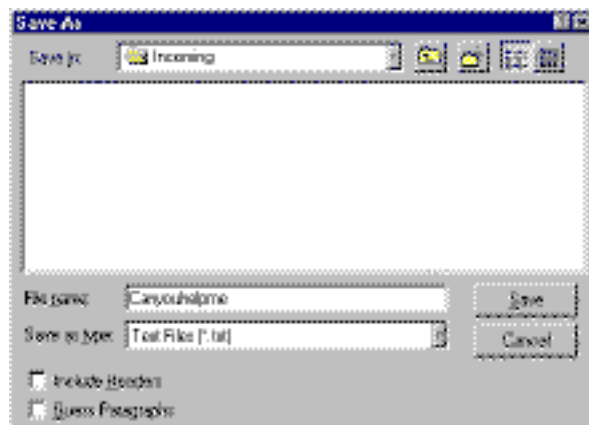 Save As
Save in: Incoming
File name: Canyouhelpme Save
Save as type: Text Files (*.txt) Cancel
Include Headers
Guess Paragraphs